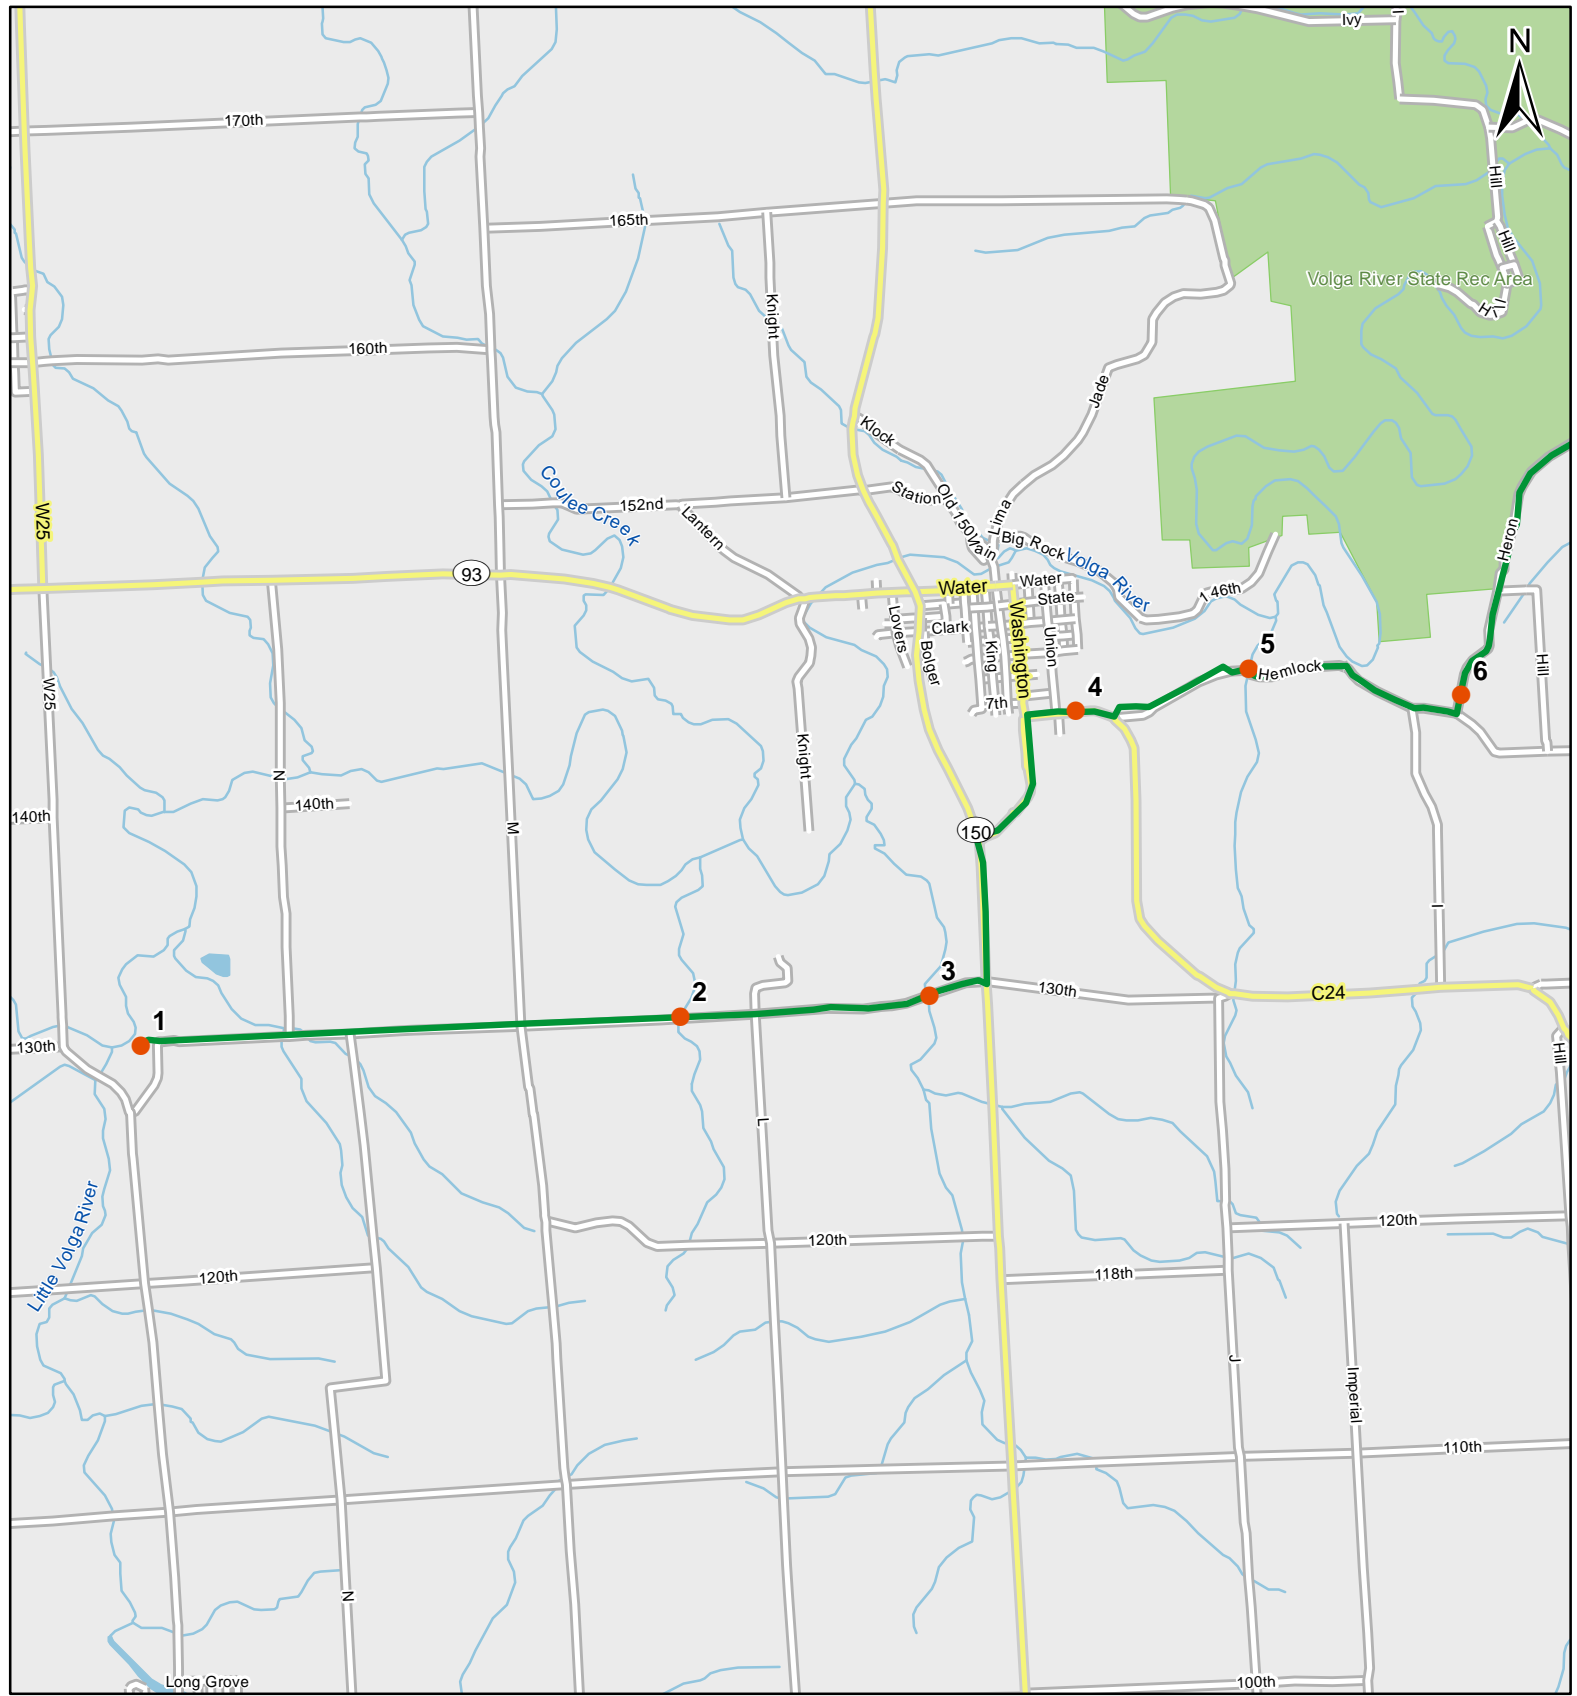 Ivy
I
N
170th
Hill
165th
Hill
Volga River State Rec Area
Knight
Hill
160th
Jade
Klock
Coulee Creek
W25
152nd
Station
Old 150
Lima
Lantern
Main
Big Rock
Heron
Volga River
93
Water
Water
146th
State
Lovers
Clark
Washington
Union
King
Bolger
5
Hemlock
Hill
6
W25
4
7th
Knight
N
140th
140th
M
150
I
3
130th
C24
2
1
130th
Hill
L
Little Volga River
120th
120th
120th
118th
J
Imperial
110th
N
Long Grove
100th